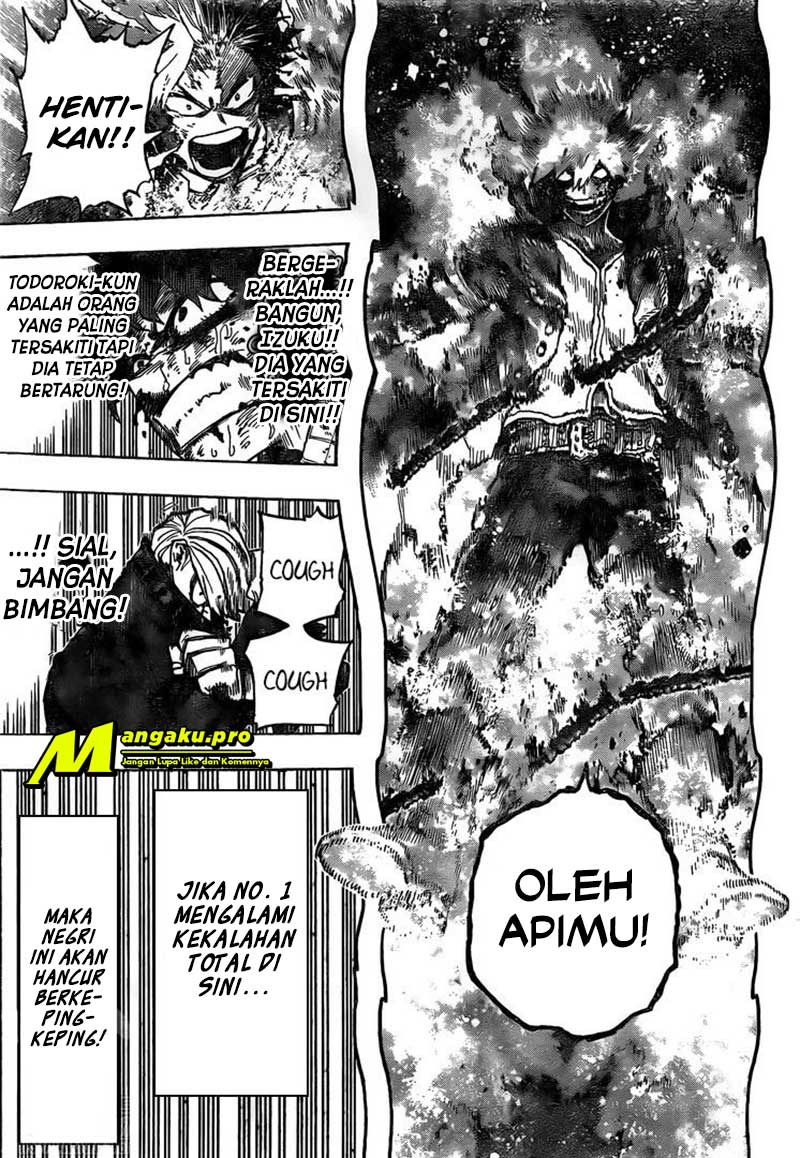 OLEH
APIMU!
HENTI-
KAN!!
BERGE-
RAKLAH...!!
BANGUN,
IZUKU!!
DIA YANG
TERSAKITI
DI SINI!!
TODOROKI-KUN
ADALAH ORANG
YANG PALING
TERSAKITI TAPI
DIA TETAP
BERTARUNG!
COUGH
COUGH
...!! SIAL,
JANGAN
BIMBANG!
Mangaku.pro
Jangan Lupa Like dan Komennya
JIKA NO. 1
MENGALAMI
KEKALAHAN
TOTAL DI
SINI...
MAKA
NEGRI
INI AKAN
HANCUR
BERKE-
PING-
KEPING!